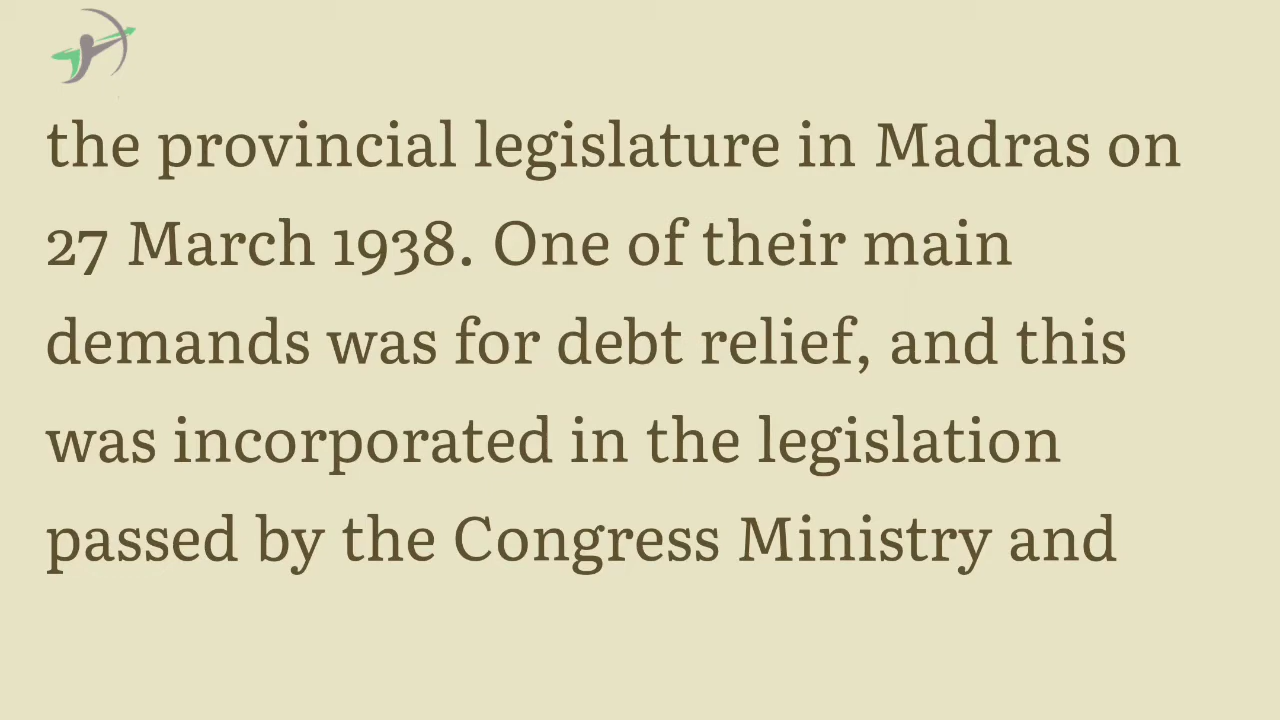 the provincial legislature in Madras on
27 March 1938. One of their main
demands was for debt relief, and this
was incorporated in the legislation
passed by the Congress Ministry and